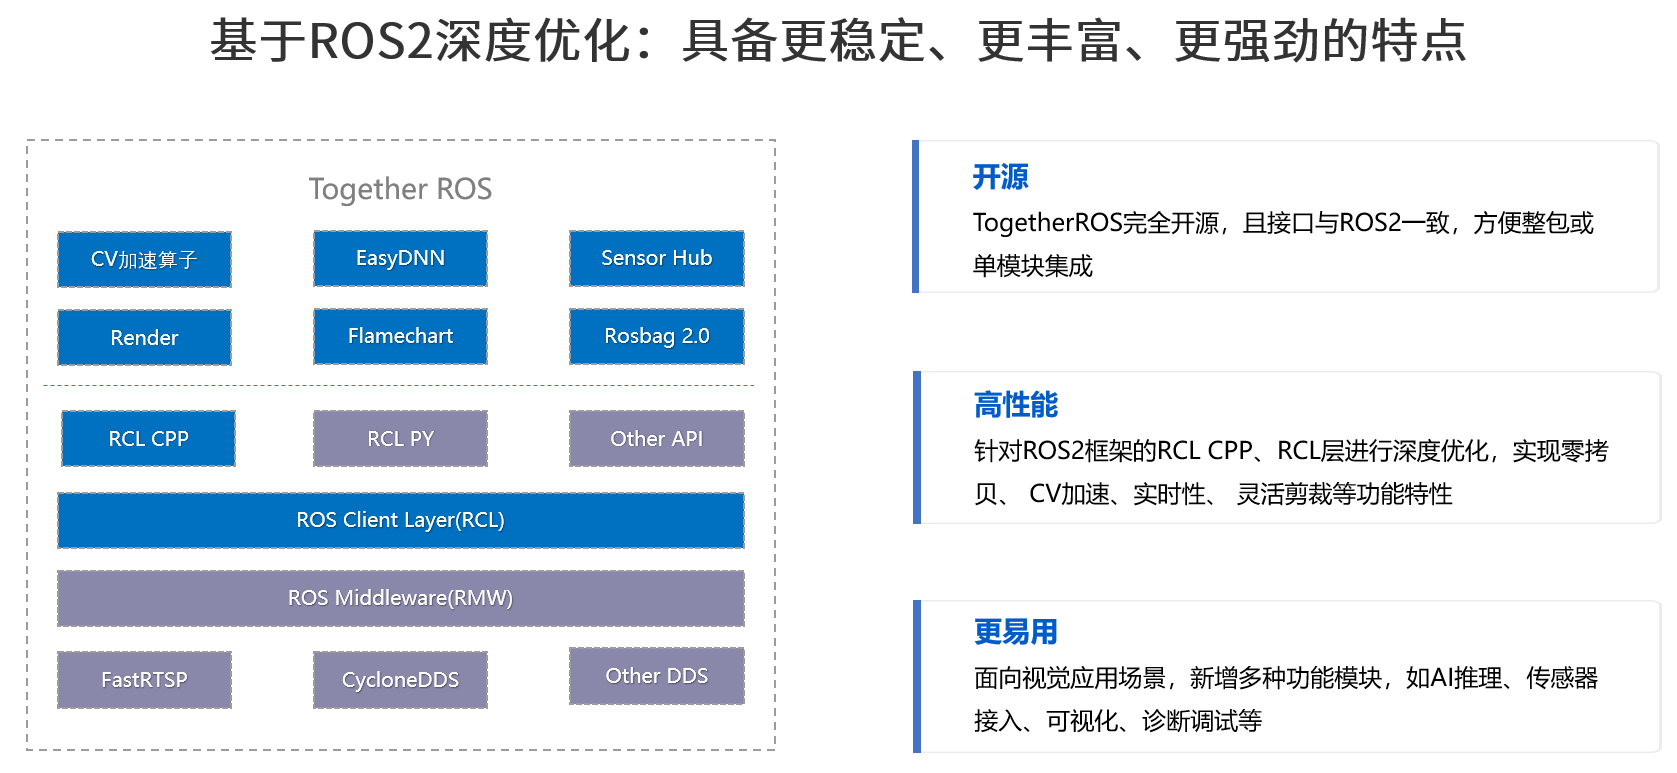 基于ROS2深度优化：具备更稳定、更丰富、更强劲的特点
Together ROS
CV加速算子
EasyDNN
Sensor Hub
Render
Flamechart
Rosbag 2.0
RCL CPP
RCL PY
Other API
ROS Client Layer(RCL)
ROS Middleware(RMW)
FastRTSP
CycloneDDS
Other DDS
开源
TogetherROS完全开源，且接口与ROS2一致，方便整包或
单模块集成
高性能
针对ROS2框架的RCL CPP、RCL层进行深度优化，实现零拷
贝、 CV加速、实时性、 灵活剪裁等功能特性
更易用
面向视觉应用场景，新增多种功能模块，如AI推理、传感器
接入、可视化、诊断调试等